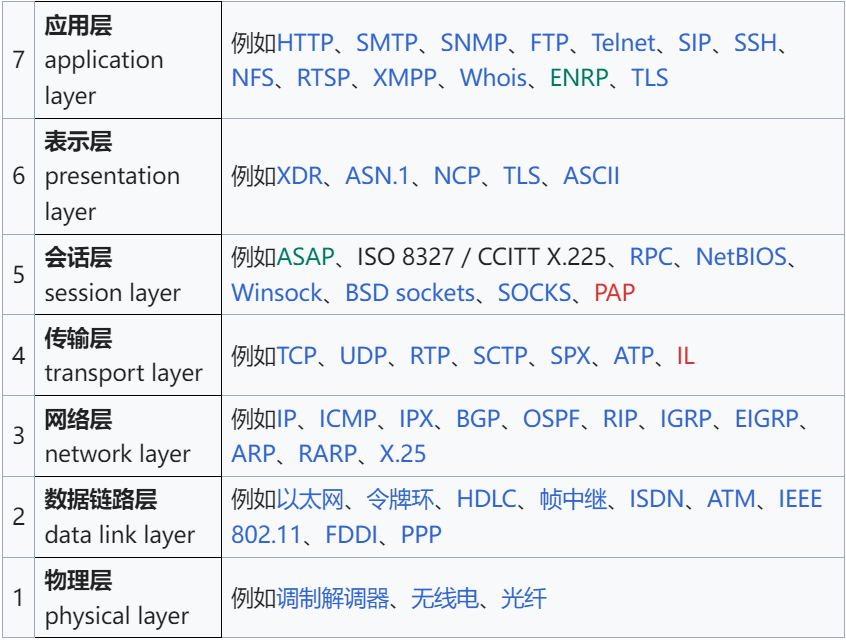 7
应用层
application
layer
例如HTTP、SMTP、SNMP、FTP、Telnet、SIP、SSH、
NFS、RTSP、XMPP、Whois、ENRP、TLS
6
表示层
presentation
layer
例如XDR、ASN.1、NCP、TLS、ASCII
5
会话层
session layer
例如ASAP、ISO 8327 / CCITT X.225、RPC、NetBIOS、
Winsock、BSD sockets、SOCKS、PAP
4
传输层
transport layer
例如TCP、UDP、RTP、SCTP、SPX、ATP、IL
3
网络层
network layer
例如IP、ICMP、IPX、BGP、OSPF、RIP、IGRP、EIGRP、
ARP、RARP、X.25
2
数据链路层
data link layer
例如以太网、令牌环、HDLC、帧中继、ISDN、ATM、IEEE
802.11、FDDI、PPP
1
物理层
physical layer
例如调制解调器、无线电、光纤